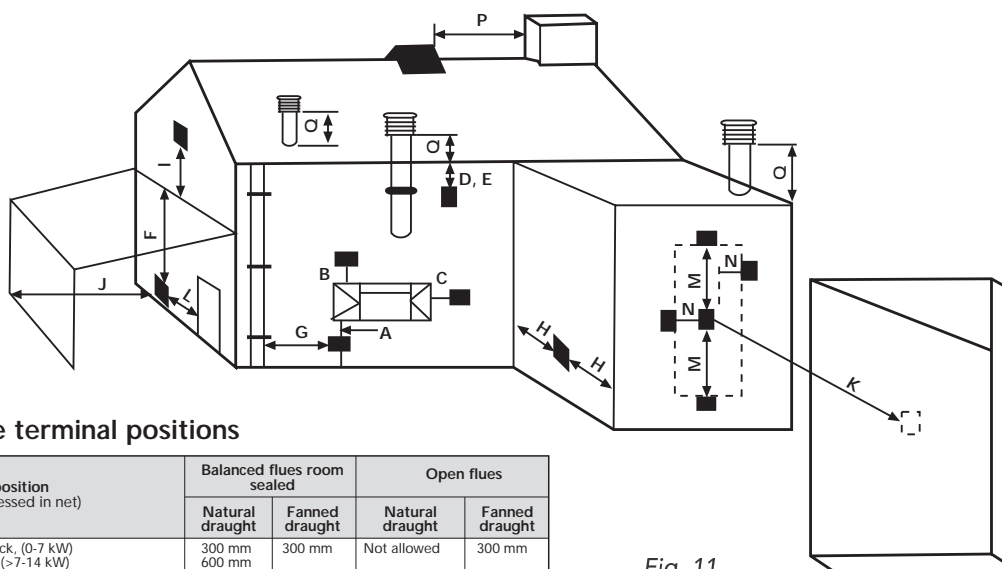 P
Q
Q
Q
D, E
I
F
J
L
B
C
A
G
H
H
N
N
M
M
K
terminal positions
position
essed in net)
Balanced flues room
sealed
Open flues
Natural
draught
Fanned
draught
Natural
draught
Fanned
draught
ck, (0-7 kW)
(>7-14 kW)
300 mm
600 mm
300 mm
Not allowed
300 mm
Fig. 11